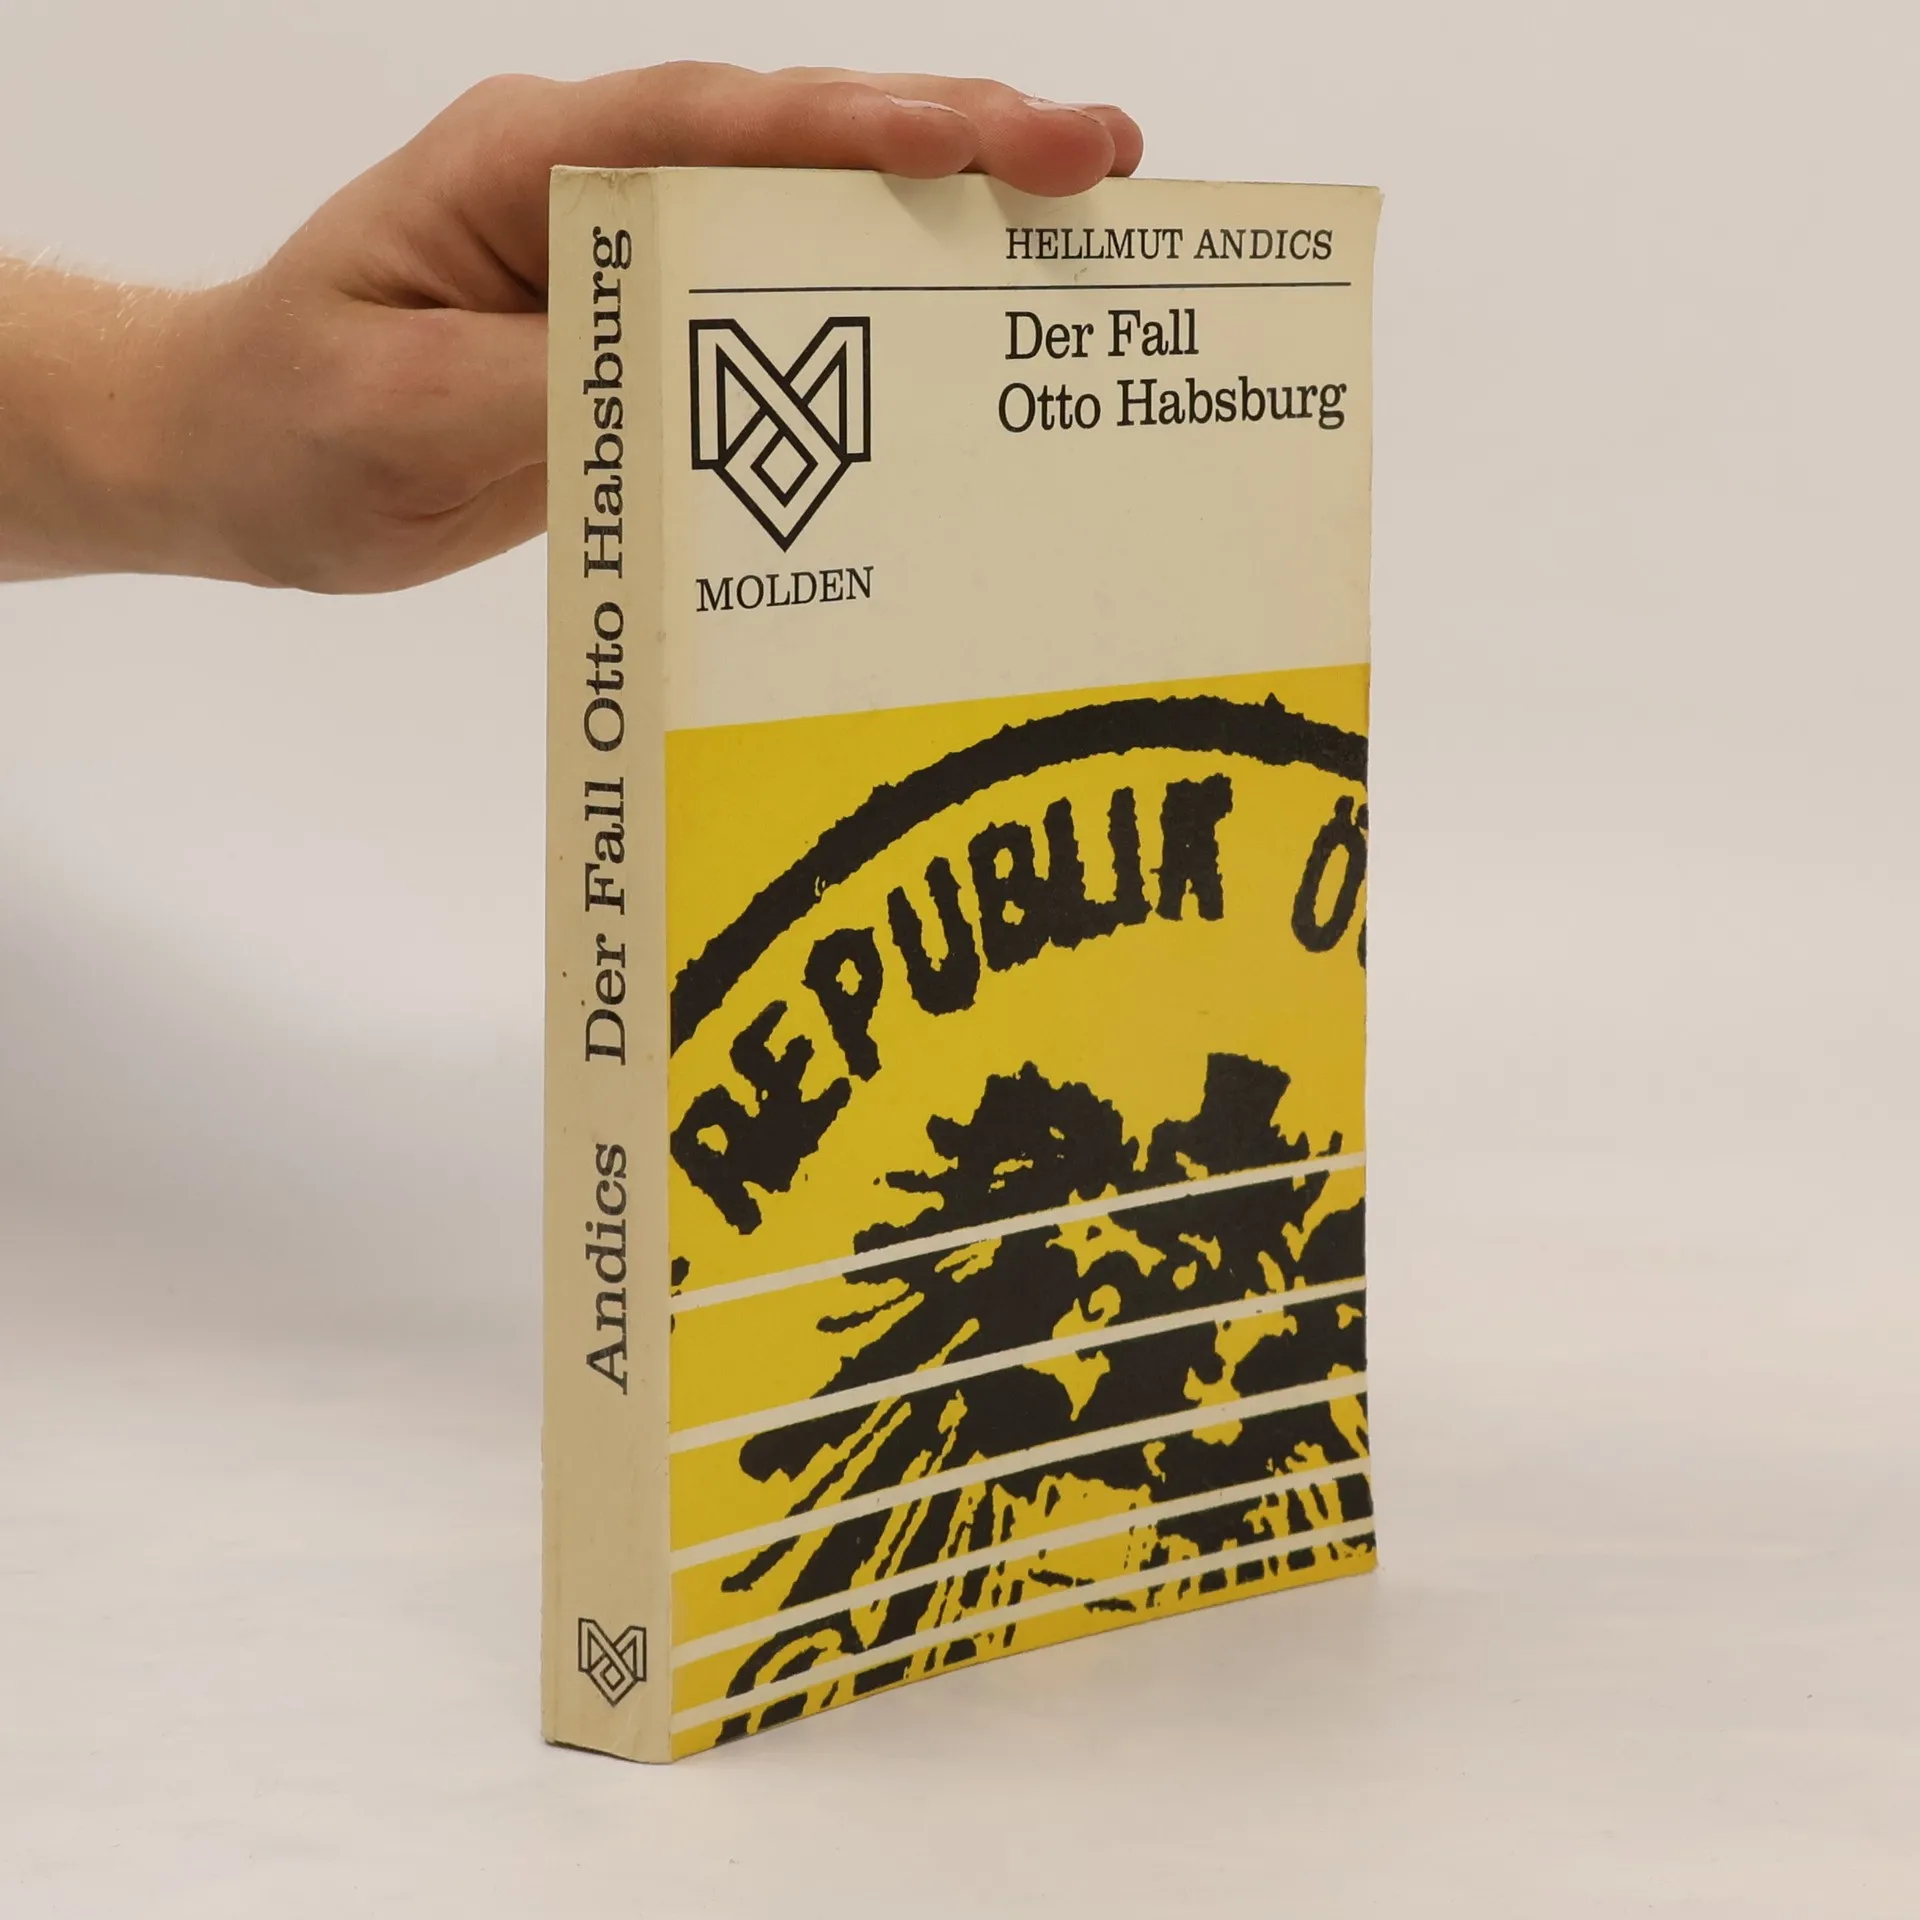 HELLMUT ANDICS
Der Fall
Otto Habsburg
MOLDEN
REPUBLIK Ö
Andics Der Fall Otto Habsburg